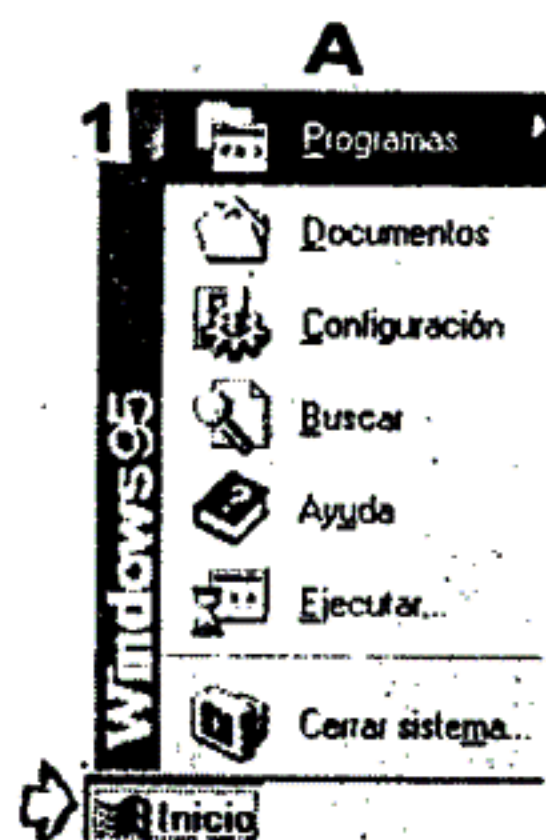 A
1
Programas
Documentos
Configuración
Buscar
Ayuda
Ejecutar...
Cerrar sistema...
Windows95
Inicio